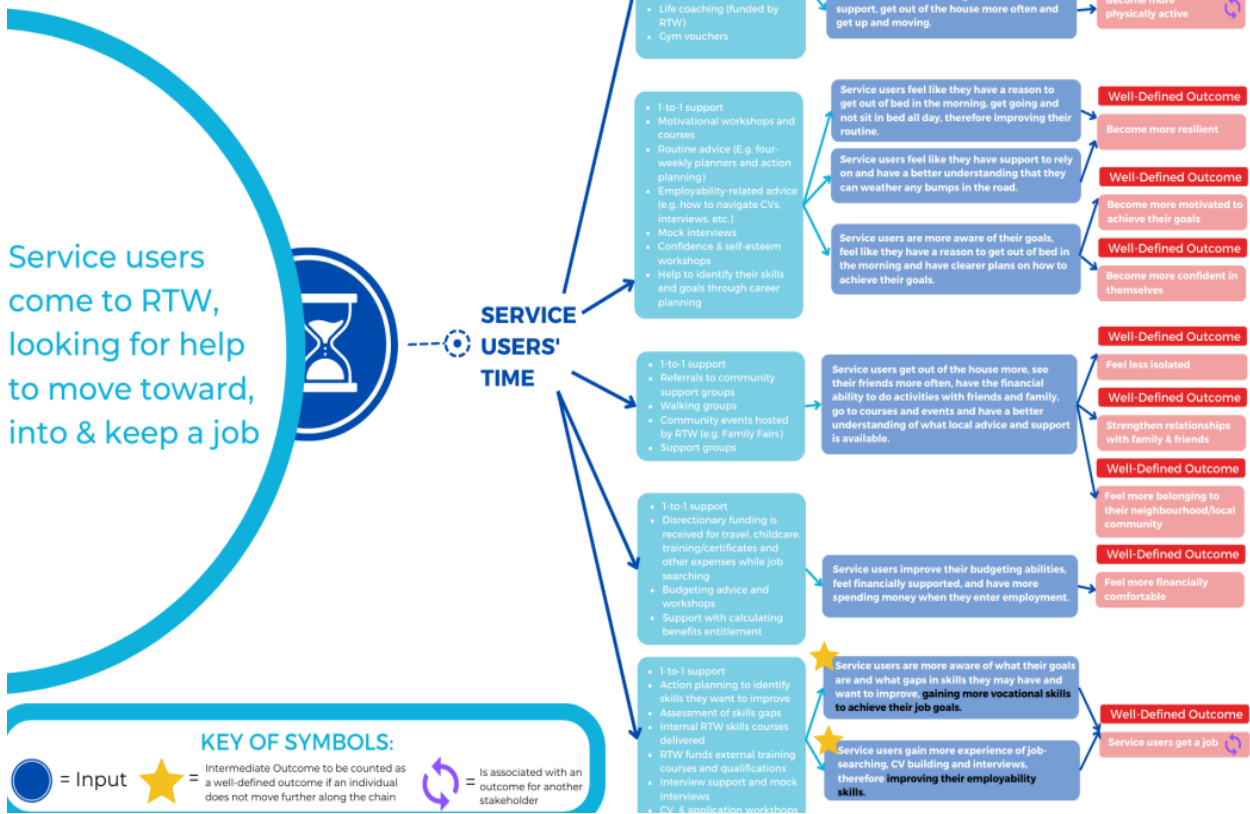 Service users
come to RTW,
looking for help
to move toward,
into & keep a job
SERVICE
USERS'
TIME
• Life coaching (funded by
RTW)
• Gym vouchers
support, get out of the house more often and
get up and moving.
Become more
physically active
• 1-to-1 support
• Motivational workshops and
courses
• Routine advice (E.g. four-
weekly planners and action
planning)
• Employability-related advice
(e.g. how to navigate CVs,
interviews, etc.)
• Mock interviews
• Confidence & self-esteem
workshops
• Help to identify their skills
and goals through career
planning
Service users feel like they have a reason to
get out of bed in the morning, get going and
not sit in bed all day, therefore improving their
routine.
Service users feel like they have support to rely
on and have a better understanding that they
can weather any bumps in the road.
Service users are more aware of their goals,
feel like they have a reason to get out of bed in
the morning and have clearer plans on how to
achieve their goals.
Well-Defined Outcome
Become more resilient
Well-Defined Outcome
Become more motivated to
achieve their goals
Well-Defined Outcome
Become more confident in
themselves
• 1-to-1 support
• Referrals to community
support groups
• Walking groups
• Community events hosted
by RTW (e.g. Family Fairs)
• Support groups
Service users get out of the house more, see
their friends more often, have the financial
ability to do activities with friends and family,
go to courses and events and have a better
understanding of what local advice and support
is available.
Well-Defined Outcome
Feel less isolated
Well-Defined Outcome
Strengthen relationships
with family & friends
Well-Defined Outcome
Feel more belonging to
their neighbourhood/local
community
• 1-to-1 support
• Disrectionary funding is
received for travel, childcare,
training/certificates and
other expenses while job
searching
• Budgeting advice and
workshops
• Support with calculating
benefits entitlement
Service users improve their budgeting abilities,
feel financially supported, and have more
spending money when they enter employment.
Well-Defined Outcome
Feel more financially
comfortable
• 1-to-1 support
• Action planning to identify
skills they want to improve
• Assessment of skills gaps
• Internal RTW skills courses
delivered
• RTW funds external training
courses and qualifications
• Interview support and mock
interviews
• CV & application workshops
Service users are more aware of what their goals
are and what gaps in skills they may have and
want to improve, gaining more vocational skills
to achieve their job goals.
Service users gain more experience of job-
searching, CV building and interviews,
therefore improving their employability
skills.
Well-Defined Outcome
Service users get a job
KEY OF SYMBOLS:
= Input
= Intermediate Outcome to be counted as
a well-defined outcome if an individual
does not move further along the chain
= Is associated with an
outcome for another
stakeholder